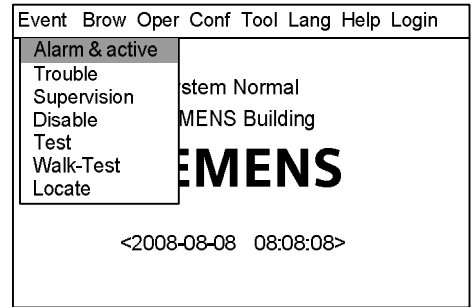 Event Brow Oper Conf Tool Lang Help Login
Alarm & active
Trouble
Supervision
Disable
Test
Walk-Test
Locate
stem Normal
MENS Building
EMENS
<2008-08-08 08:08:08>